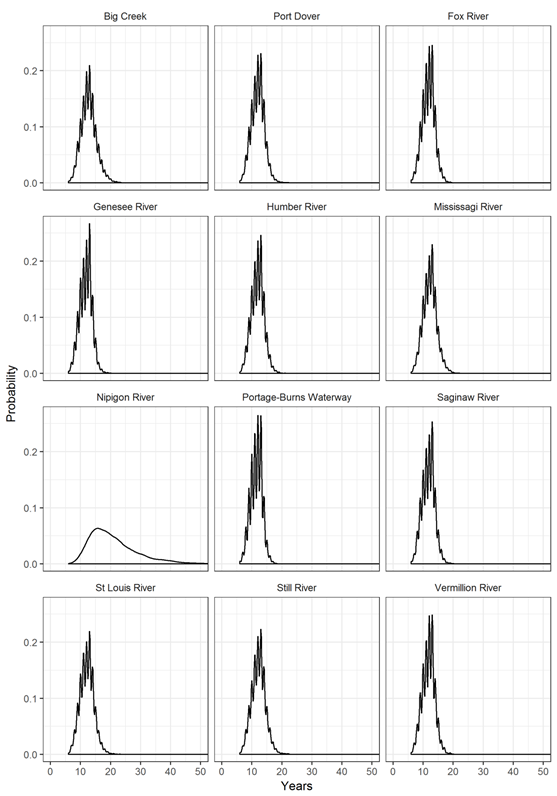 Big Creek Port Dover Fox River
0.2
0.1
0.0
Genesee River Humber River Mississagi River
0.2
0.1
0.0
Probability
Nipigon River Portage-Burns Waterway Saginaw River
0.2
0.1
0.0
St Louis River Still River Vermillion River
0.2
0.1
0.0
0 10 20 30 40 50 0 10 20 30 40 50 0 10 20 30 40 50
Years